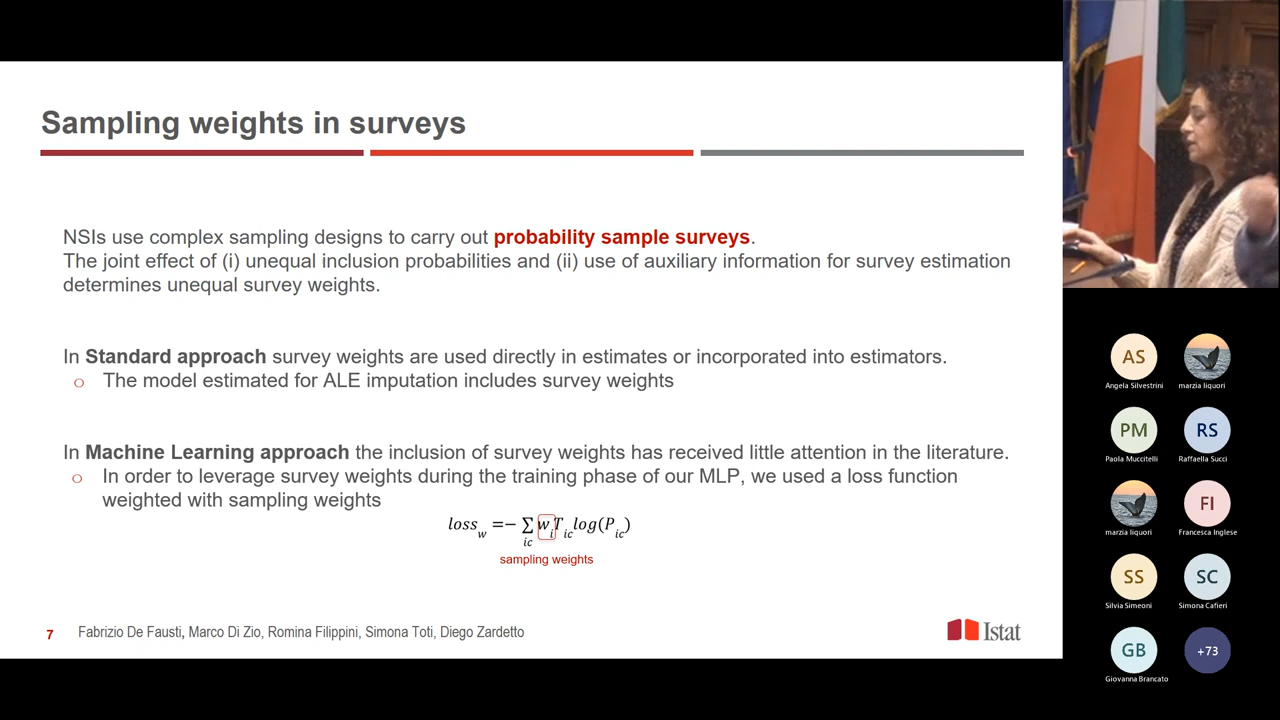 Sampling weights in surveys
NSIs use complex sampling designs to carry out probability sample surveys.
The joint effect of (i) unequal inclusion probabilities and (ii) use of auxiliary information for survey estimation
determines unequal survey weights.
In Standard approach survey weights are used directly in estimates or incorporated into estimators.
o The model estimated for ALE imputation includes survey weights
In Machine Learning approach the inclusion of survey weights has received little attention in the literature.
o In order to leverage survey weights during the training phase of our MLP, we used a loss function
weighted with sampling weights
loss_w =− ∑_ic w_i T_ic log(P_ic)
sampling weights
7 Fabrizio De Fausti, Marco Di Zio, Romina Filippini, Simona Toti, Diego Zardetto
Istat
AS
Angela Silvestrini
marzia liquori
PM
Paola Muccitelli
RS
Raffaella Succi
marzia liquori
FI
Francesca Inglese
SS
Silvia Simeoni
SC
Simona Cafieri
GB
Giovanna Brancato
+73